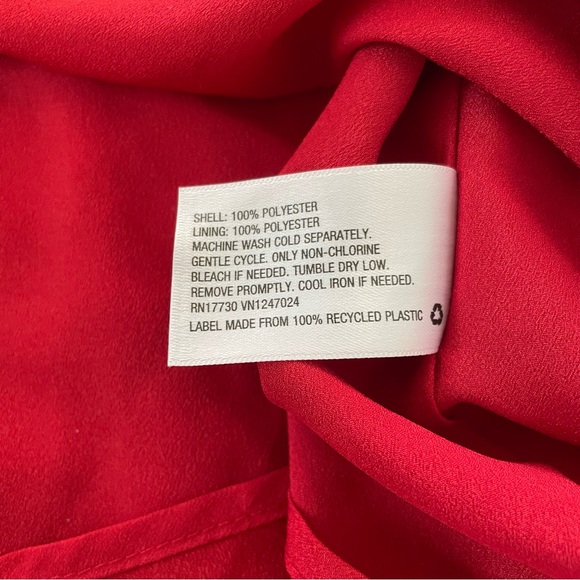 SHELL: 100% POLYESTER
LINING: 100% POLYESTER
MACHINE WASH COLD SEPARATELY.
GENTLE CYCLE. ONLY NON-CHLORINE
BLEACH IF NEEDED. TUMBLE DRY LOW.
REMOVE PROMPTLY. COOL IRON IF NEEDED.
RN17730 VN1247024
LABEL MADE FROM 100% RECYCLED PLASTIC